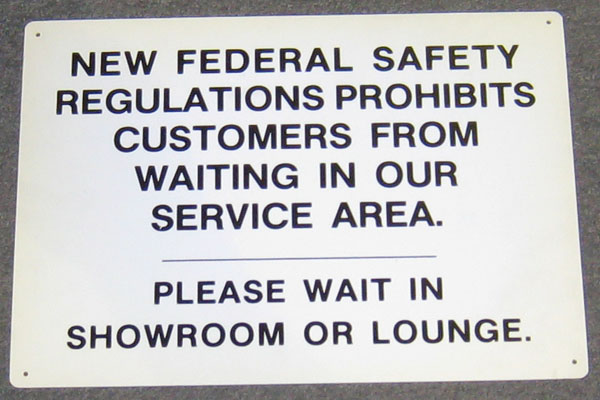 NEW FEDERAL SAFETY
REGULATIONS PROHIBITS
CUSTOMERS FROM
WAITING IN OUR
SERVICE AREA.
PLEASE WAIT IN
SHOWROOM OR LOUNGE.